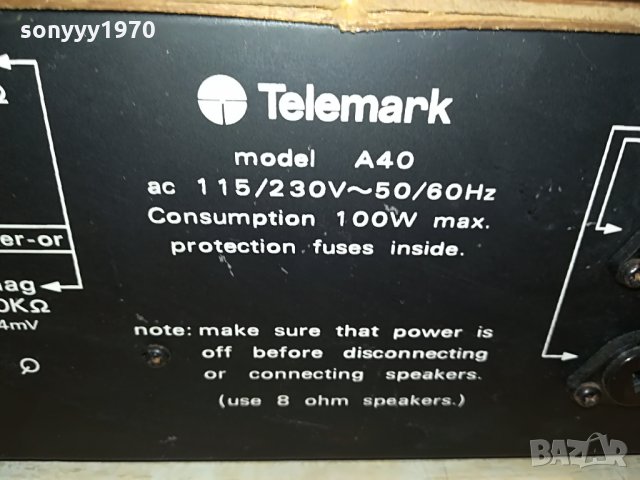 sonyyy1970
Telemark
model A40
ac 115/230V~50/60Hz
Consumption 100W max.
protection fuses inside.
Ω
er-or
nag
0KΩ
4mV
note: make sure that power is
off before disconnecting
or connecting speakers.
(use 8 ohm speakers.)
BAZAR